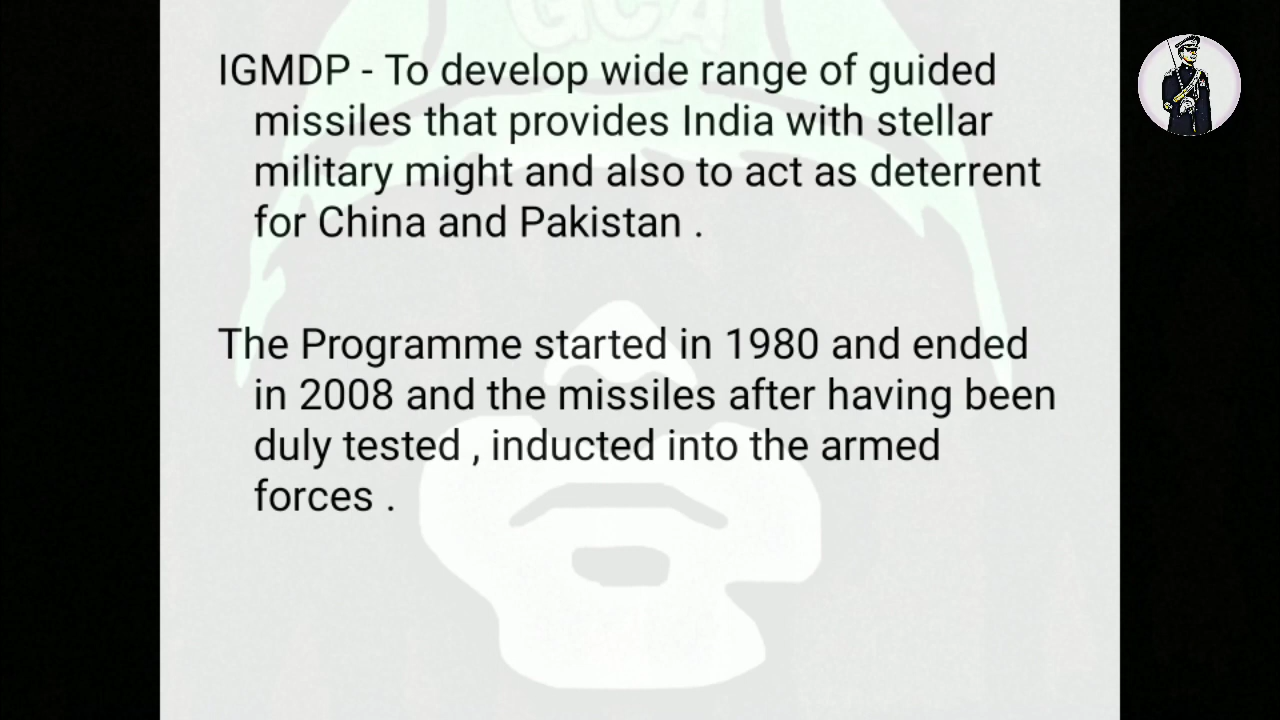 GCA
IGMDP - To develop wide range of guided
missiles that provides India with stellar
military might and also to act as deterrent
for China and Pakistan .
The Programme started in 1980 and ended
in 2008 and the missiles after having been
duly tested , inducted into the armed
forces .